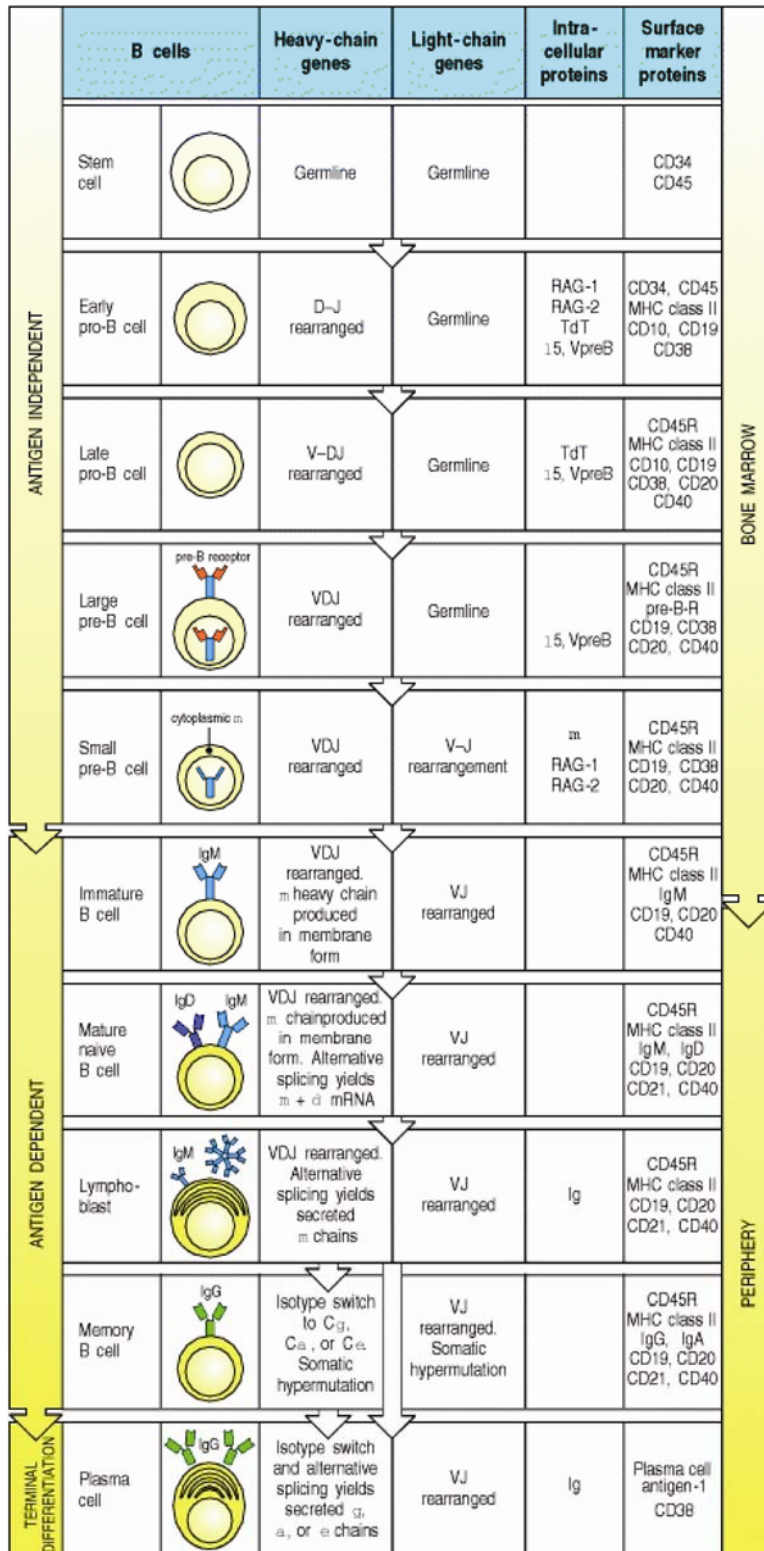 B cells
Heavy-chain
genes
Light-chain
genes
Intra-
cellular
proteins
Surface
marker
proteins
ANTIGEN INDEPENDENT
BONE MARROW
Stem
cell
Germline
Germline
CD34
CD45
Early
pro-B cell
D-J
rearranged
Germline
RAG-1
RAG-2
TdT
l5, VpreB
CD34, CD45
MHC class II
CD10, CD19
CD38
Late
pro-B cell
V-DJ
rearranged
Germline
TdT
l5, VpreB
CD45R
MHC class II
CD10, CD19
CD38, CD20
CD40
Large
pre-B cell
pre-B receptor
VDJ
rearranged
Germline
l5, VpreB
CD45R
MHC class II
pre-B-R
CD19, CD38
CD20, CD40
Small
pre-B cell
cytoplasmic m
VDJ
rearranged
V-J
rearrangement
m
RAG-1
RAG-2
CD45R
MHC class II
CD19, CD38
CD20, CD40
ANTIGEN DEPENDENT
PERIPHERY
Immature
B cell
IgM
VDJ
rearranged.
m heavy chain
produced
in membrane
form
VJ
rearranged
CD45R
MHC class II
IgM
CD19, CD20
CD40
Mature
naive
B cell
IgD IgM
VDJ rearranged.
m chainproduced
in membrane
form. Alternative
splicing yields
m + d mRNA
VJ
rearranged
CD45R
MHC class II
IgM, IgD
CD19, CD20
CD21, CD40
Lympho-
blast
IgM
VDJ rearranged.
Alternative
splicing yields
secreted
m chains
VJ
rearranged
Ig
CD45R
MHC class II
CD19, CD20
CD21, CD40
Memory
B cell
IgG
Isotype switch
to Cg,
Ca, or Ce.
Somatic
hypermutation
VJ
rearranged.
Somatic
hypermutation
CD45R
MHC class II
IgG, IgA
CD19, CD20
CD21, CD40
TERMINAL
DIFFERENTIATION
Plasma
cell
IgG
Isotype switch
and alternative
splicing yields
secreted g,
a, or e chains
VJ
rearranged
Ig
Plasma cell
antigen-1
CD38